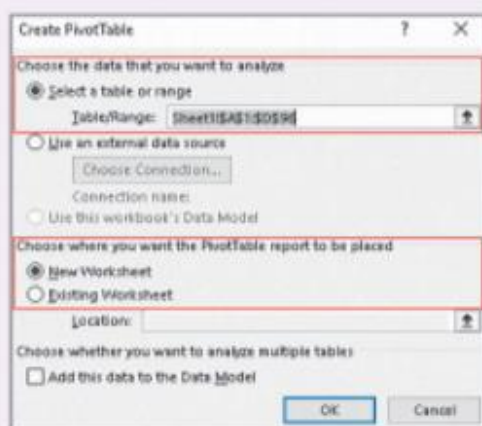 Create PivotTable ? X
Choose the data that you want to analyze
Select a table or range
Table/Range: Sheet1!$A$1:$D$96
Use an external data source
Choose Connection...
Connection name:
Use this workbook's Data Model
Choose where you want the PivotTable report to be placed
New Worksheet
Existing Worksheet
Location:
Choose whether you want to analyze multiple tables
Add this data to the Data Model
OK Cancel